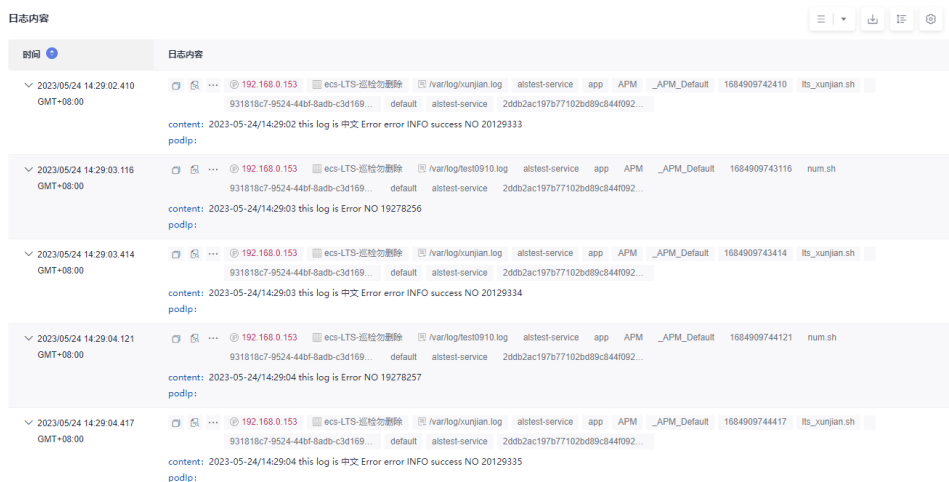 日志内容
时间 日志内容
2023/05/24 14:29:02.410 192.168.0.153 ecs-LTS-巡检勿删除 /var/log/xunjian.log alstest-service app APM _APM_Default 1684909742410 lts_xunjian.sh
GMT+08:00 931818c7-9524-44bf-8adb-c3d169... default alstest-service 2ddb2ac197b77102bd89c844f092...
content: 2023-05-24/14:29:02 this log is 中文 Error error INFO success NO 20129333
podIp:
2023/05/24 14:29:03.116 192.168.0.153 ecs-LTS-巡检勿删除 /var/log/test0910.log alstest-service app APM _APM_Default 1684909743116 num.sh
GMT+08:00 931818c7-9524-44bf-8adb-c3d169... default alstest-service 2ddb2ac197b77102bd89c844f092...
content: 2023-05-24/14:29:03 this log is Error NO 19278256
podIp:
2023/05/24 14:29:03.414 192.168.0.153 ecs-LTS-巡检勿删除 /var/log/xunjian.log alstest-service app APM _APM_Default 1684909743414 lts_xunjian.sh
GMT+08:00 931818c7-9524-44bf-8adb-c3d169... default alstest-service 2ddb2ac197b77102bd89c844f092...
content: 2023-05-24/14:29:03 this log is 中文 Error error INFO success NO 20129334
podIp:
2023/05/24 14:29:04.121 192.168.0.153 ecs-LTS-巡检勿删除 /var/log/test0910.log alstest-service app APM _APM_Default 1684909744121 num.sh
GMT+08:00 931818c7-9524-44bf-8adb-c3d169... default alstest-service 2ddb2ac197b77102bd89c844f092...
content: 2023-05-24/14:29:04 this log is Error NO 19278257
podIp:
2023/05/24 14:29:04.417 192.168.0.153 ecs-LTS-巡检勿删除 /var/log/xunjian.log alstest-service app APM _APM_Default 1684909744417 lts_xunjian.sh
GMT+08:00 931818c7-9524-44bf-8adb-c3d169... default alstest-service 2ddb2ac197b77102bd89c844f092...
content: 2023-05-24/14:29:04 this log is 中文 Error error INFO success NO 20129335
podIp: